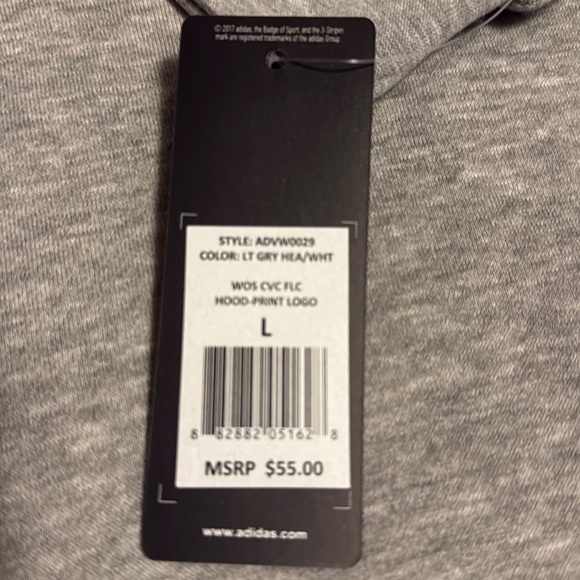 © 2017 adidas, the Badge of Sport, and the 3-Stripes
mark are registered trademarks of the adidas Group.
STYLE: ADVW0029
COLOR: LT GRY HEA/WHT
WOS CVC FLC
HOOD-PRINT LOGO
L
8 82882 05162 8
MSRP $55.00
www.adidas.com